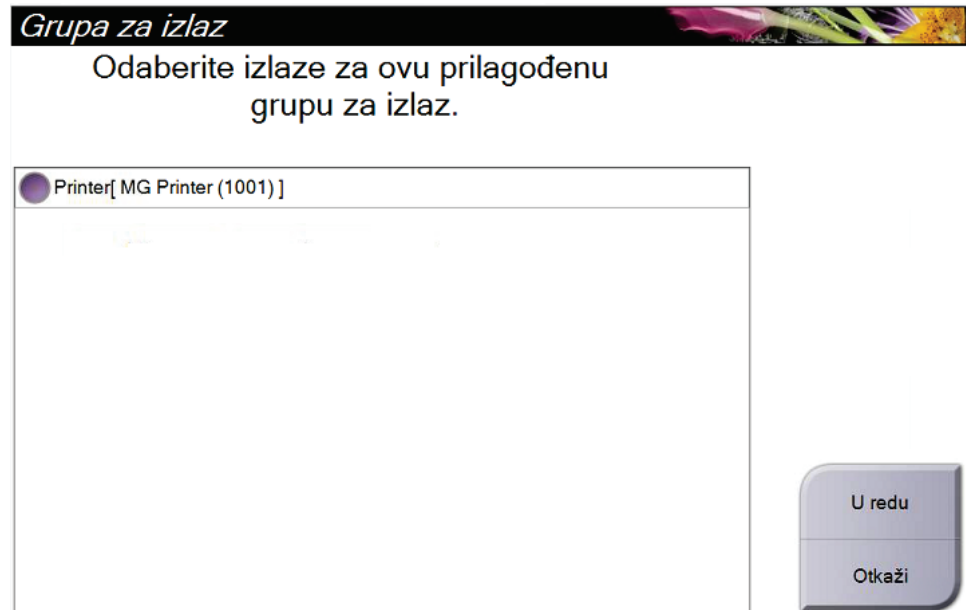 Grupa za izlaz
Odaberite izlaze za ovu prilagođenu
grupu za izlaz.
Printer[ MG Printer (1001) ]
U redu
Otkaži